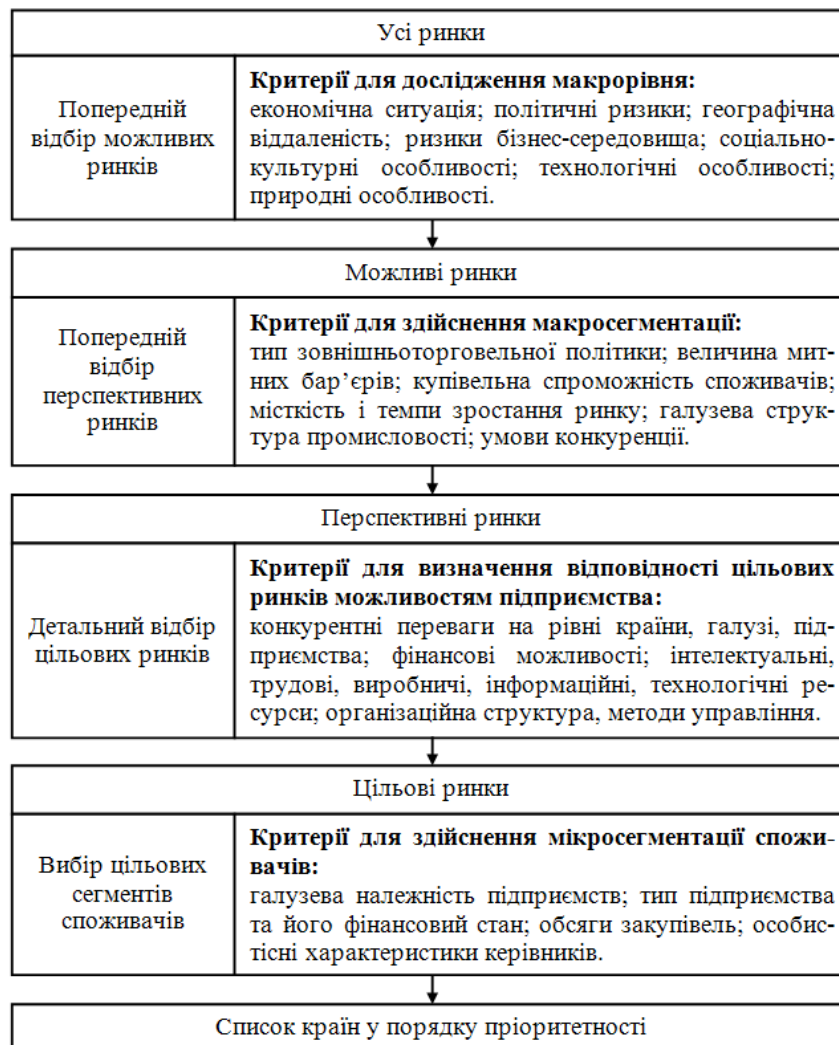 Усі ринки
Попередній
відбір можливих
ринків
Критерії для дослідження макрорівня:
економічна ситуація; політичні ризики; географічна
віддаленість; ризики бізнес-середовища; соціально-
культурні особливості; технологічні особливості;
природні особливості.
Можливі ринки
Попередній
відбір
перспективних
ринків
Критерії для здійснення макросегментації:
тип зовнішньоторговельної політики; величина мит-
них бар’єрів; купівельна спроможність споживачів;
місткість і темпи зростання ринку; галузева струк-
тура промисловості; умови конкуренції.
Перспективні ринки
Детальний відбір
цільових ринків
Критерії для визначення відповідності цільових
ринків можливостям підприємства:
конкурентні переваги на рівні країни, галузі, під-
приємства; фінансові можливості; інтелектуальні,
трудові, виробничі, інформаційні, технологічні ре-
сурси; організаційна структура, методи управління.
Цільові ринки
Вибір цільових
сегментів
споживачів
Критерії для здійснення мікросегментації спожи-
вачів:
галузева належність підприємств; тип підприємства
та його фінансовий стан; обсяги закупівель; особис-
тісні характеристики керівників.
Список країн у порядку пріоритетності